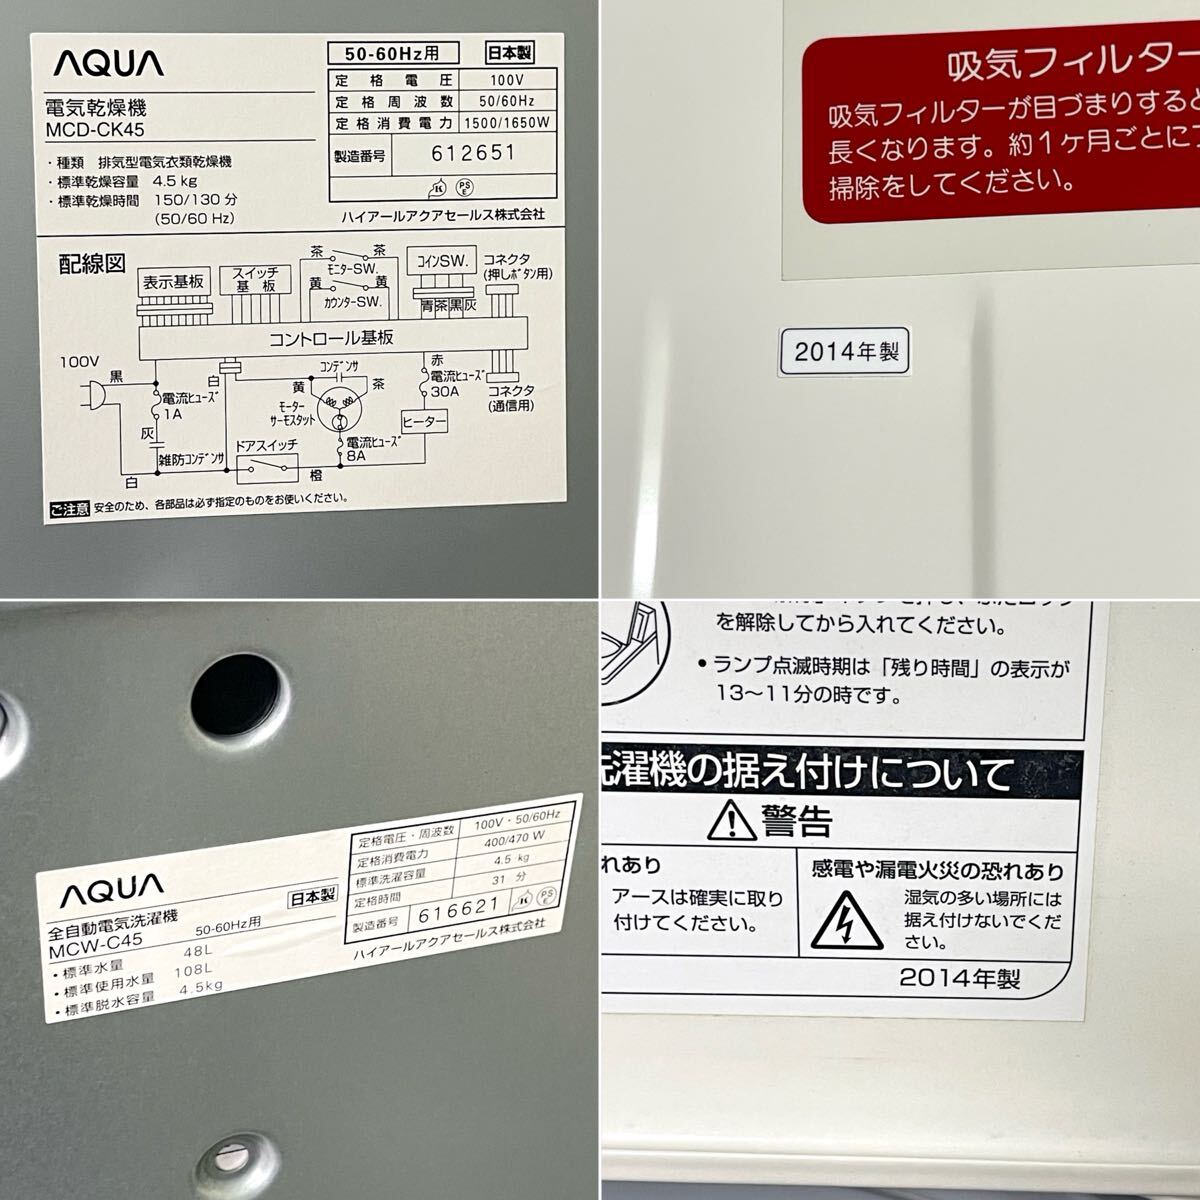 AQUA
電気乾燥機
MCD-CK45
・種類 排気型電気衣類乾燥機
・標準乾燥容量 4.5 kg
・標準乾燥時間 150/130 分
(50/60 Hz)
50-60Hz用 日本製
定格電圧 100V
定格周波数 50/60Hz
定格消費電力 1500/1650W
製造番号 612651
PSE
ハイアールアクアセールス株式会社
配線図
表示基板
スイッチ
基板
茶 茶
モニターSW.
黄 黄
カウンターSW.
コインSW.
青茶黒灰
コネクタ
(押しボタン用)
コントロール基板
100V
黒
電流ヒューズ
1A
灰
雑防コンデンサ
白
白
コンデンサ
黄 茶
モーター
サーモスタット
電流ヒューズ
8A
ドアスイッチ
橙
赤
電流ヒューズ
30A
ヒーター
コネクタ
(通信用)
ご注意 安全のため、各部品は必ず指定のものをお使いください。
吸気フィルター
吸気フィルターが目づまりすると
長くなります。約1ヶ月ごとに
掃除をしてください。
2014年製
AQUA
日本製
全自動電気洗濯機
MCW-C45 50-60Hz用
・標準水量 48L
・標準使用水量 108L
・標準脱水容量 4.5kg
定格電圧・周波数 100V・50/60Hz
定格消費電力 400/470 W
標準洗濯容量 4.5 kg
定格時間 31 分
製造番号 616621
PSE
ハイアールアクアセールス株式会社
を解除してから入れてください。
・ランプ点滅時期は「残り時間」の表示が
13〜11分の時です。
洗濯機の据え付けについて
警告
れあり
アースは確実に取り
付けてください。
感電や漏電火災の恐れあり
湿気の多い場所には
据え付けないでくだ
さい。
2014年製